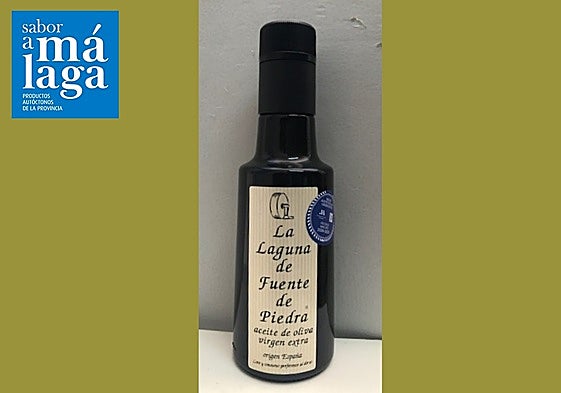 sabor
a má
laga
PRODUCTOS
AUTÓCTONOS
DE LA PROVINCIA
La
Laguna
de
Fuente
de
Piedra
aceite de oliva
virgen extra
origen España